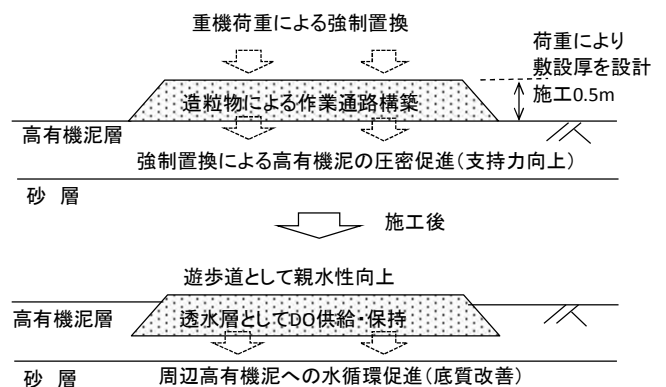 重機荷重による強制置換
荷重により
敷設厚を設計
施工0.5m
造粒物による作業通路構築
高有機泥層
強制置換による高有機泥の圧密促進(支持力向上)
砂 層
施工後
遊歩道として親水性向上
高有機泥層
透水層としてDO供給・保持
砂 層
周辺高有機泥への水循環促進(底質改善)